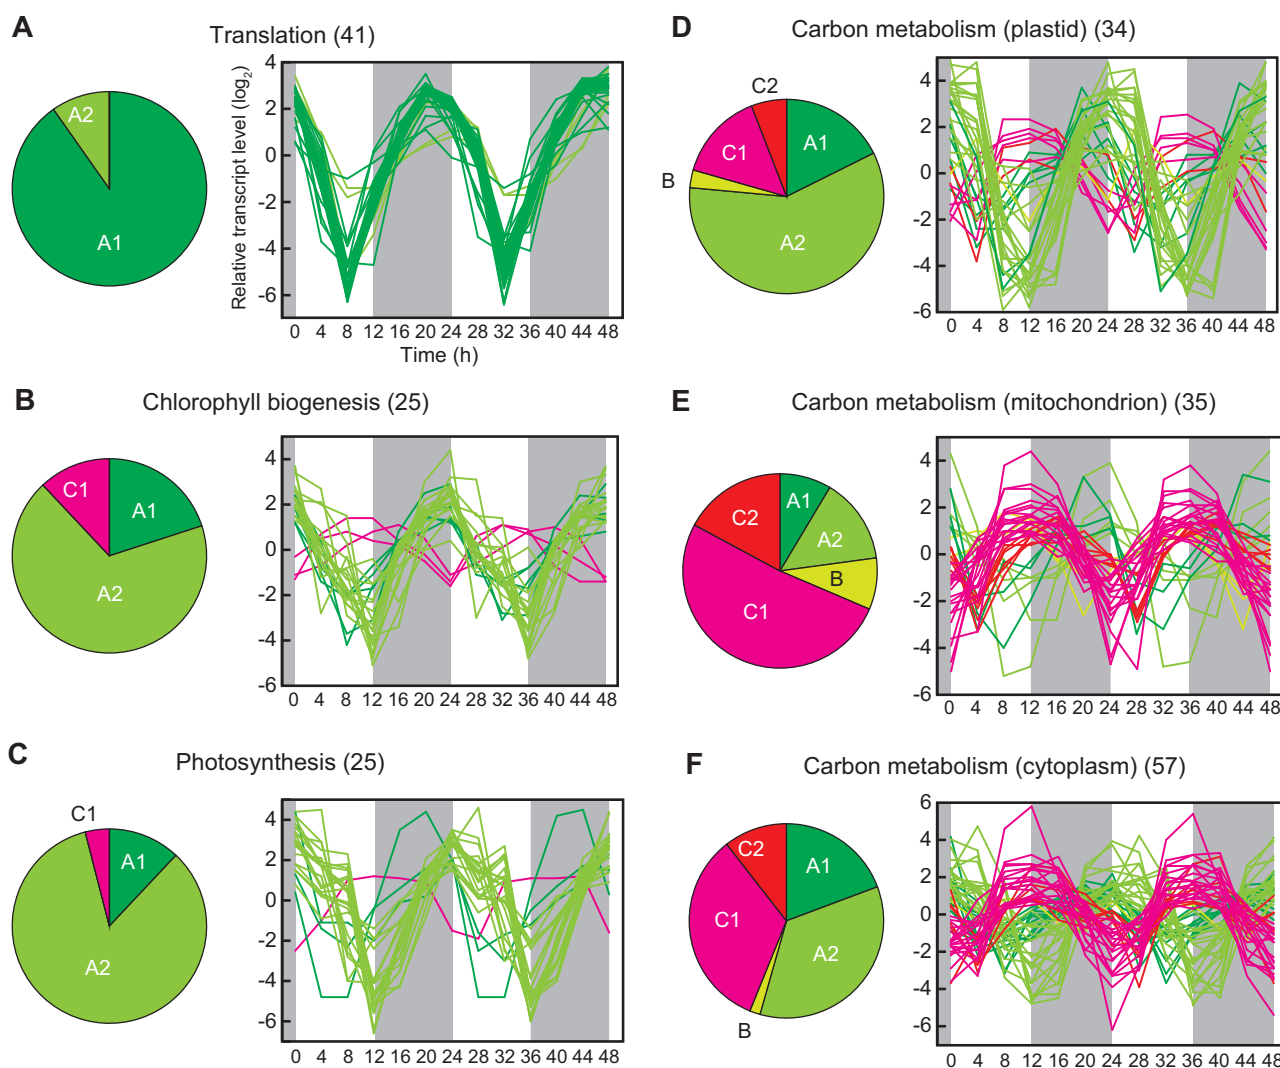 A
Translation (41)
A2
A1
Relative transcript level (log2)
4
2
0
-2
-4
-6
0 4 8 12 16 20 24 28 32 36 40 44 48
Time (h)
B
Chlorophyll biogenesis (25)
C1
A1
A2
4
2
0
-2
-4
-6
0 4 8 12 16 20 24 28 32 36 40 44 48
C
Photosynthesis (25)
C1
A1
A2
4
2
0
-2
-4
-6
0 4 8 12 16 20 24 28 32 36 40 44 48
D
Carbon metabolism (plastid) (34)
C2
C1
A1
B
A2
4
2
0
-2
-4
-6
0 4 8 12 16 20 24 28 32 36 40 44 48
E
Carbon metabolism (mitochondrion) (35)
C2
A1
A2
B
C1
4
2
0
-2
-4
-6
0 4 8 12 16 20 24 28 32 36 40 44 48
F
Carbon metabolism (cytoplasm) (57)
C2
A1
C1
A2
B
6
4
2
0
-2
-4
-6
0 4 8 12 16 20 24 28 32 36 40 44 48